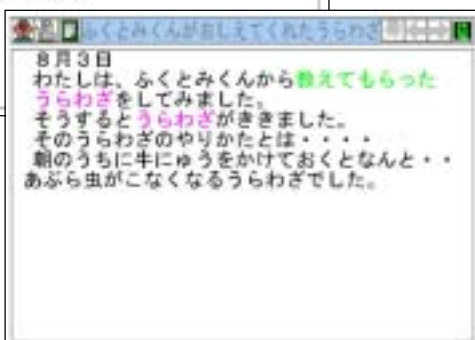 ふくとみくんがおしえてくれたうらわざ
8月3日
わたしは、ふくとみくんから教えてもらった
うらわざをしてみました。
そうするとうらわざがききました。
そのうらわざのやりかたとは・・・・
朝のうちに牛にゅうをかけておくとなんと・・
あぶら虫がこなくなるうらわざでした。